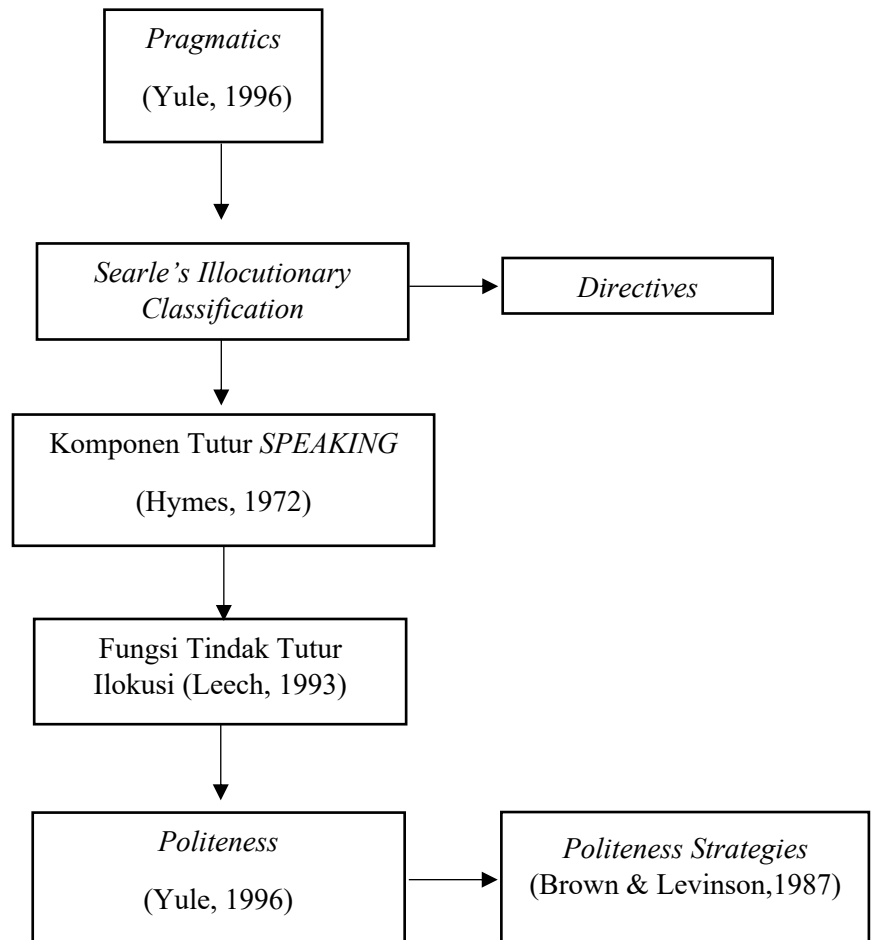 Pragmatics
(Yule, 1996)
Searle’s Illocutionary
Classification
Directives
Komponen Tutur SPEAKING
(Hymes, 1972)
Fungsi Tindak Tutur
Ilokusi (Leech, 1993)
Politeness
(Yule, 1996)
Politeness Strategies
(Brown & Levinson,1987)